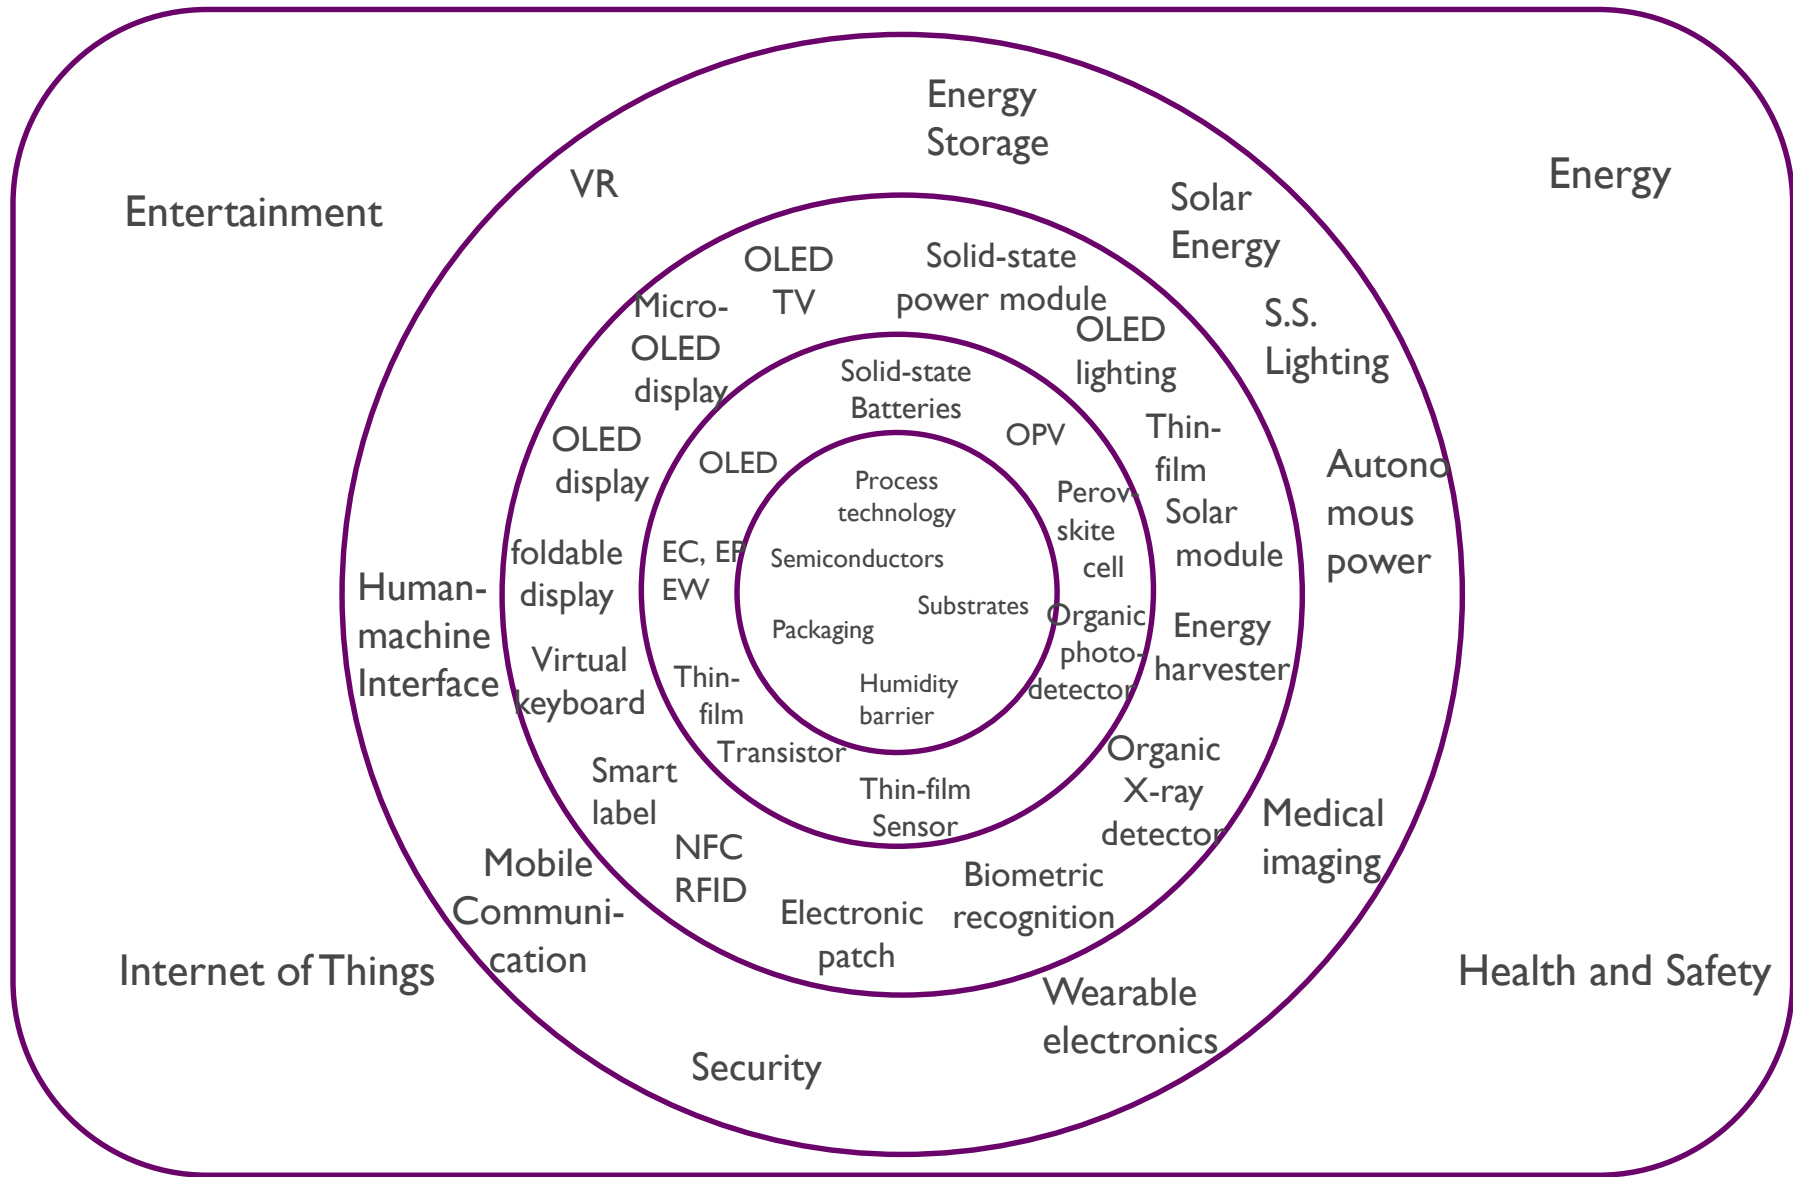 Energy
Storage
VR
Entertainment
Energy
Solar
Energy
S.S.
Lighting
Autono
mous
power
Human-
machine
Interface
Medical
imaging
Mobile
Communi-
cation
Internet of Things
Health and Safety
Wearable
electronics
Security
OLED
TV
Solid-state
power module
Micro-
OLED
display
OLED
lighting
OLED
display
Thin-
film
Solar
module
foldable
display
Energy
harvester
Virtual
keyboard
Smart
label
NFC
RFID
Electronic
patch
Biometric
recognition
Organic
X-ray
detector
Solid-state
Batteries
OPV
OLED
Perov-
skite
cell
EC, EP
EW
Organic
photo-
detector
Thin-
film
Transistor
Thin-film
Sensor
Process
technology
Semiconductors
Substrates
Packaging
Humidity
barrier